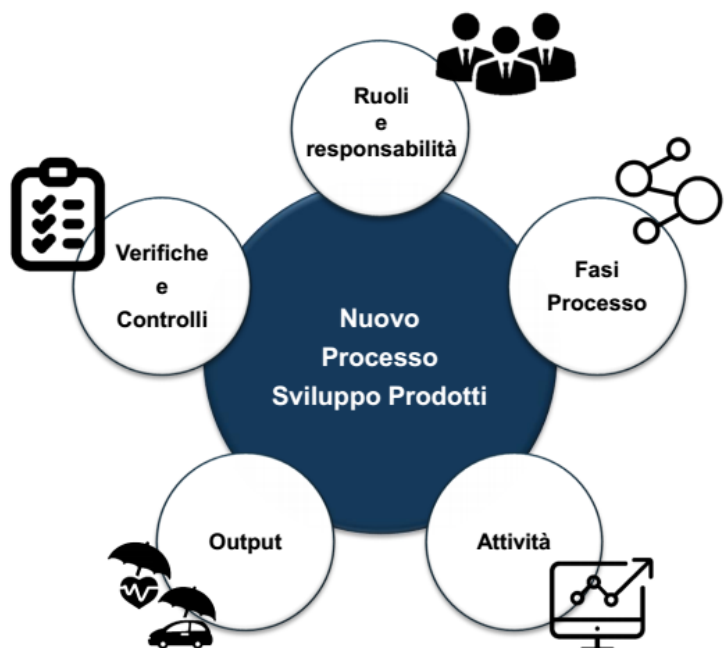 Ruoli
e
responsabilità
Verifiche
e
Controlli
Fasi
Processo
Nuovo
Processo
Sviluppo Prodotti
Output
Attività